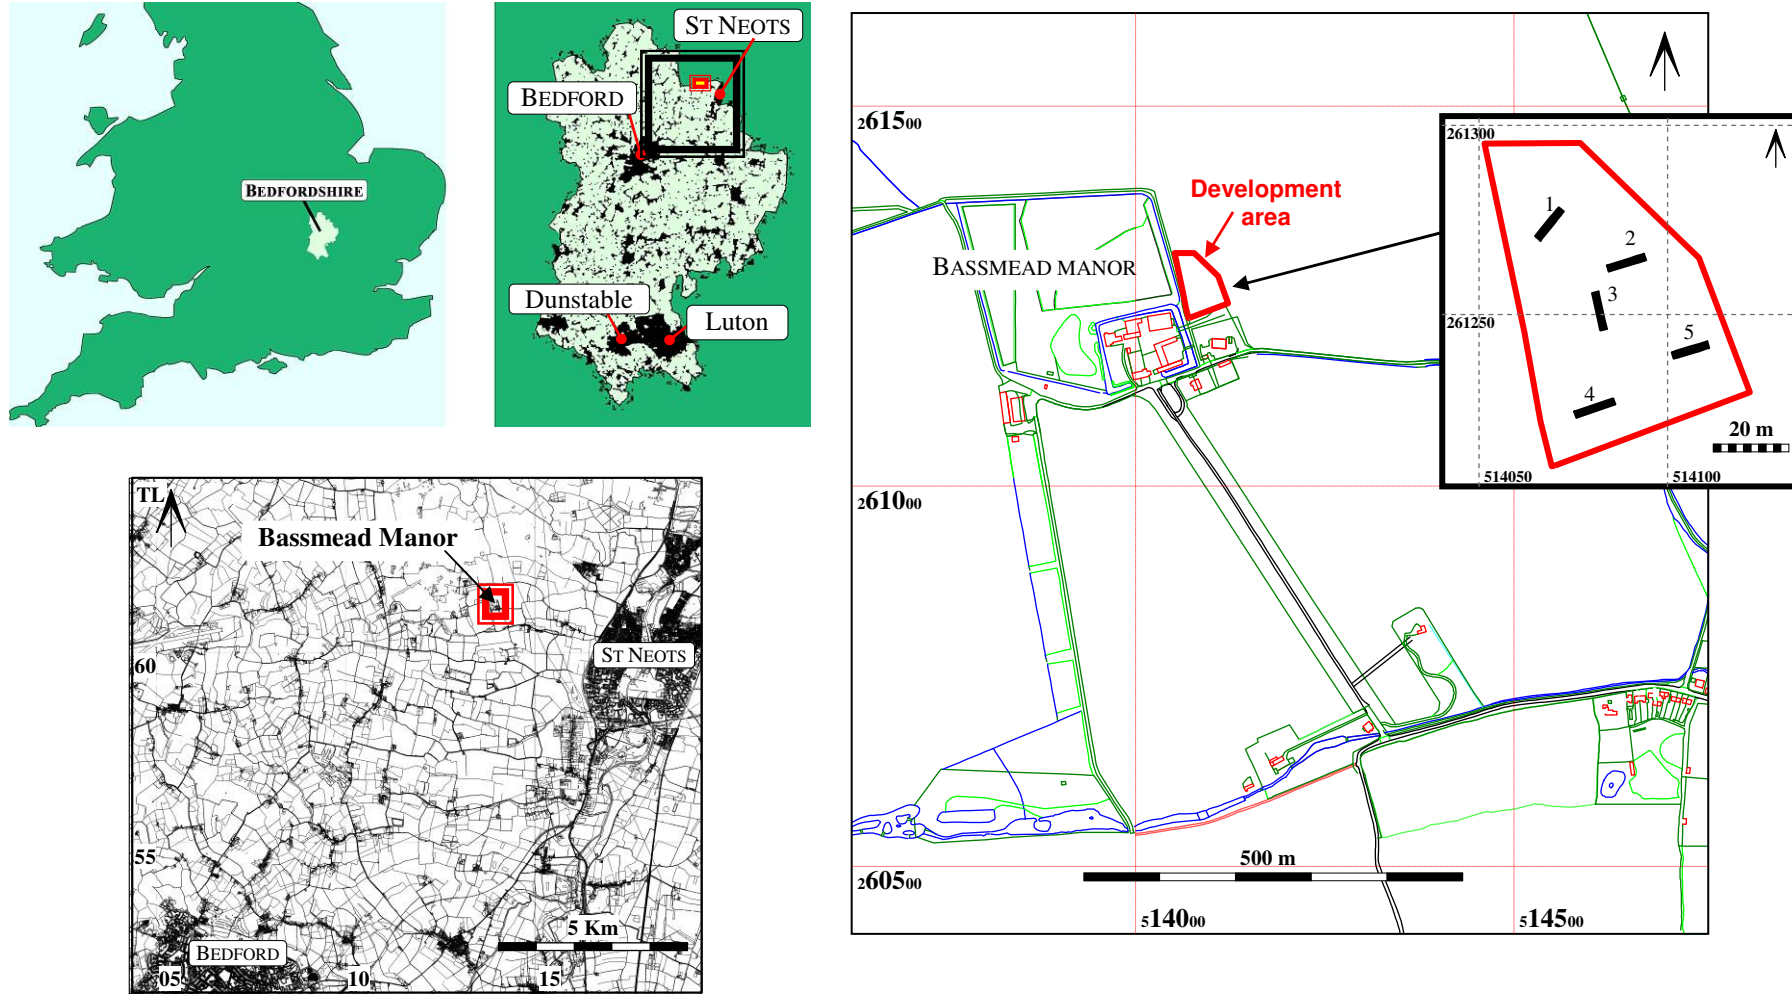 BEDFORDSHIRE
ST NEOTS
BEDFORD
Dunstable
Luton
TL
Bassmead Manor
ST NEOTS
60
55
5 Km
BEDFORD
05
10
15
261500
Development
area
BASSMEAD MANOR
261000
500 m
260500
514000
514500
261300
1
2
3
261250
5
4
20 m
514050
514100